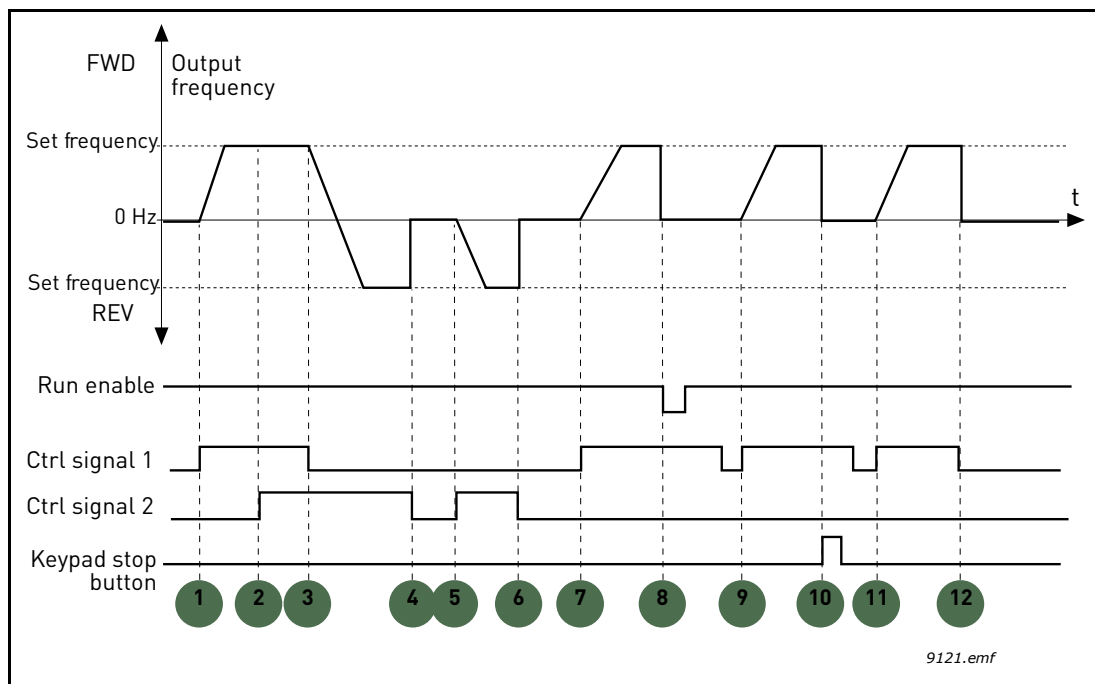 FWD
Output
frequency
Set frequency
t
0 Hz
Set frequency
REV
Run enable
Ctrl signal 1
Ctrl signal 2
Keypad stop
button
1 2 3 4 5 6 7 8 9 10 11 12
9121.emf